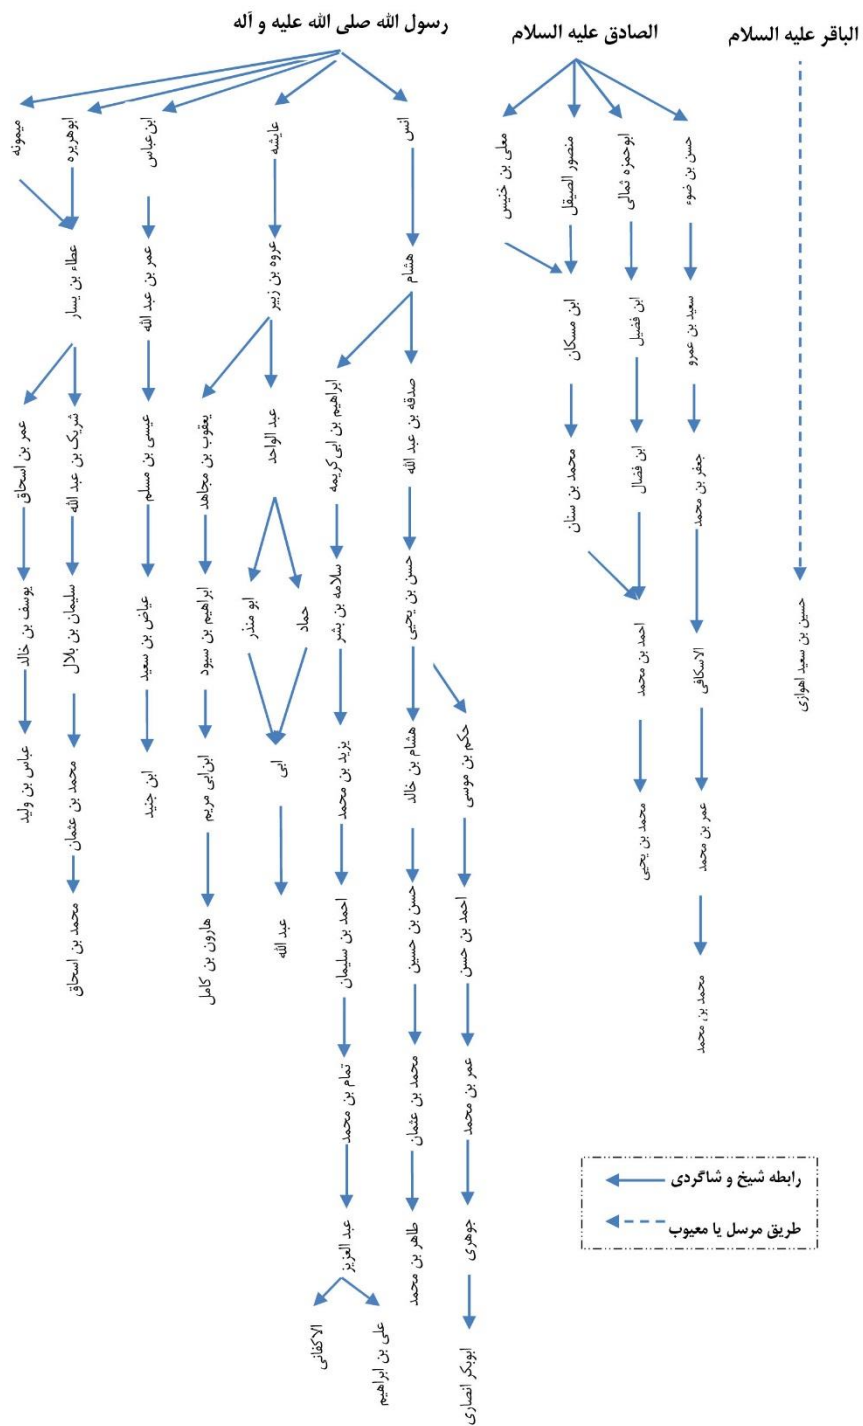 الباقر علیه السلام
الصادق علیه السلام
رسول الله صلی الله علیه و آله
حسین بن سعید اهوازی
حسن بن ضوء
سعید بن عمرو
جعفر بن محمد
الاسکافی
عمر بن محمد
محمد بن محمد
ابوحمزه ثمالی
ابن فضیل
ابن فضال
احمد بن محمد
محمد بن یحیی
منصور الصیقل
معلی بن خنیس
ابن مسکان
محمد بن سنان
انس
هشام
صدقه بن عبد الله
حسن بن یحیی
حکم بن موسی
احمد بن حسن
عمر بن محمد
جوهری
ابوبکر انصاری
هشام بن خالد
حسن بن حسین
محمد بن عثمان
طاهر بن محمد
ابراهیم بن ابی کریمه
سلامه بن بشر
یزید بن محمد
احمد بن سلیمان
تمام بن محمد
عبد العزیز
علی بن ابراهیم
الاکفانی
عایشه
عروه بن زبیر
عبد الواحد
حماد
ابو منذر
ابی
عبد الله
یعقوب بن مجاهد
ابراهیم بن سیود
ابن ابی مریم
هارون بن کامل
ابن عباس
عمر بن عبد الله
عیسی بن مسلم
عیاض بن سعید
ابن جنید
ابوهریره
میمونه
عطاء بن یسار
شریک بن عبد الله
سلیمان بن بلال
محمد بن عثمان
محمد بن اسحاق
عمر بن اسحاق
یوسف بن خالد
عباس بن ولید
رابطه شیخ و شاگردی
طریق مرسل یا معیوب